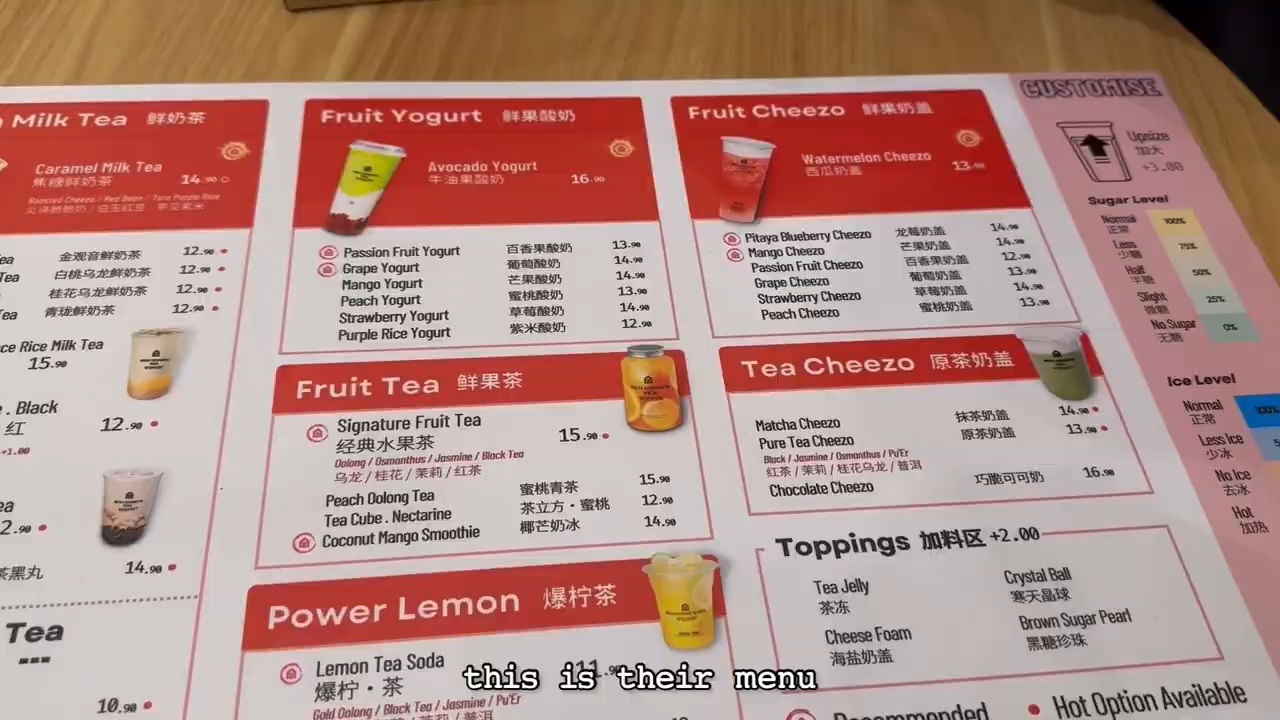 Milk Tea 鲜奶茶
Caramel Milk Tea
焦糖鲜奶茶
14.90
金观音鲜奶茶 12.90
白桃乌龙鲜奶茶 12.90
桂花乌龙鲜奶茶 12.90
青珑鲜奶茶 12.90
Rice Milk Tea
15.90
. Black
红
12.90
+1.00
2.90
茶黑丸 14.90
Tea
10.90
Fruit Yogurt 鲜果酸奶
Avocado Yogurt
牛油果酸奶
16.90
Passion Fruit Yogurt 百香果酸奶 13.90
Grape Yogurt 葡萄酸奶 14.90
Mango Yogurt 芒果酸奶 14.90
Peach Yogurt 蜜桃酸奶 13.90
Strawberry Yogurt 草莓酸奶 14.90
Purple Rice Yogurt 紫米酸奶 12.90
Fruit Tea 鲜果茶
Signature Fruit Tea
经典水果茶
15.90
Oolong / Osmanthus / Jasmine / Black Tea
乌龙 / 桂花 / 茉莉 / 红茶
Peach Oolong Tea 蜜桃青茶 15.90
Tea Cube . Nectarine 茶立方・蜜桃 12.90
Coconut Mango Smoothie 椰芒奶冰 14.90
Power Lemon 爆柠茶
Lemon Tea Soda
爆柠・茶
Gold Oolong / Black Tea / Jasmine / Pu'Er
Fruit Cheezo 鲜果奶盖
Watermelon Cheezo
西瓜奶盖
13.90
Pitaya Blueberry Cheezo 龙莓奶盖 14.90
Mango Cheezo 芒果奶盖 14.90
Passion Fruit Cheezo 百香果奶盖 12.90
Grape Cheezo 葡萄奶盖 13.90
Strawberry Cheezo 草莓奶盖 14.90
Peach Cheezo 蜜桃奶盖 13.90
Tea Cheezo 原茶奶盖
Matcha Cheezo 抹茶奶盖 14.90
Pure Tea Cheezo 原茶奶盖 13.90
Black / Jasmine / Osmanthus / Pu'Er
红茶 / 茉莉 / 桂花乌龙 / 普洱
Chocolate Cheezo 巧脆可可奶 16.90
Toppings 加料区 +2.00
Tea Jelly
茶冻
Crystal Ball
寒天晶球
Cheese Foam
海盐奶盖
Brown Sugar Pearl
黑糖珍珠
Recommended
Hot Option Available
CUSTOMISE
Upsize
加大
+3.00
Sugar Level
Normal 100%
正常
Less 75%
少糖
Half 50%
半糖
Slight 25%
微糖
No Sugar 0%
无糖
Ice Level
Normal 100%
正常
Less Ice
少冰
No Ice
去冰
Hot
加热
this is their menu